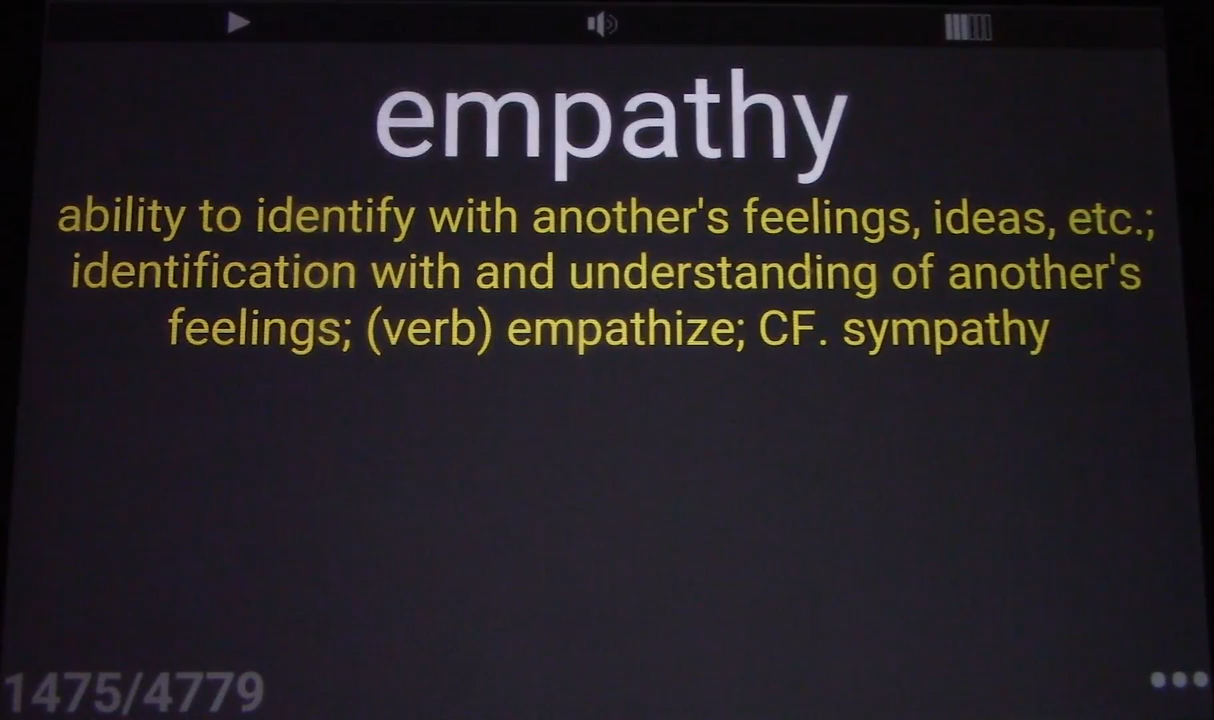 empathy
ability to identify with another's feelings, ideas, etc.;
identification with and understanding of another's
feelings; (verb) empathize; CF. sympathy
1475/4779